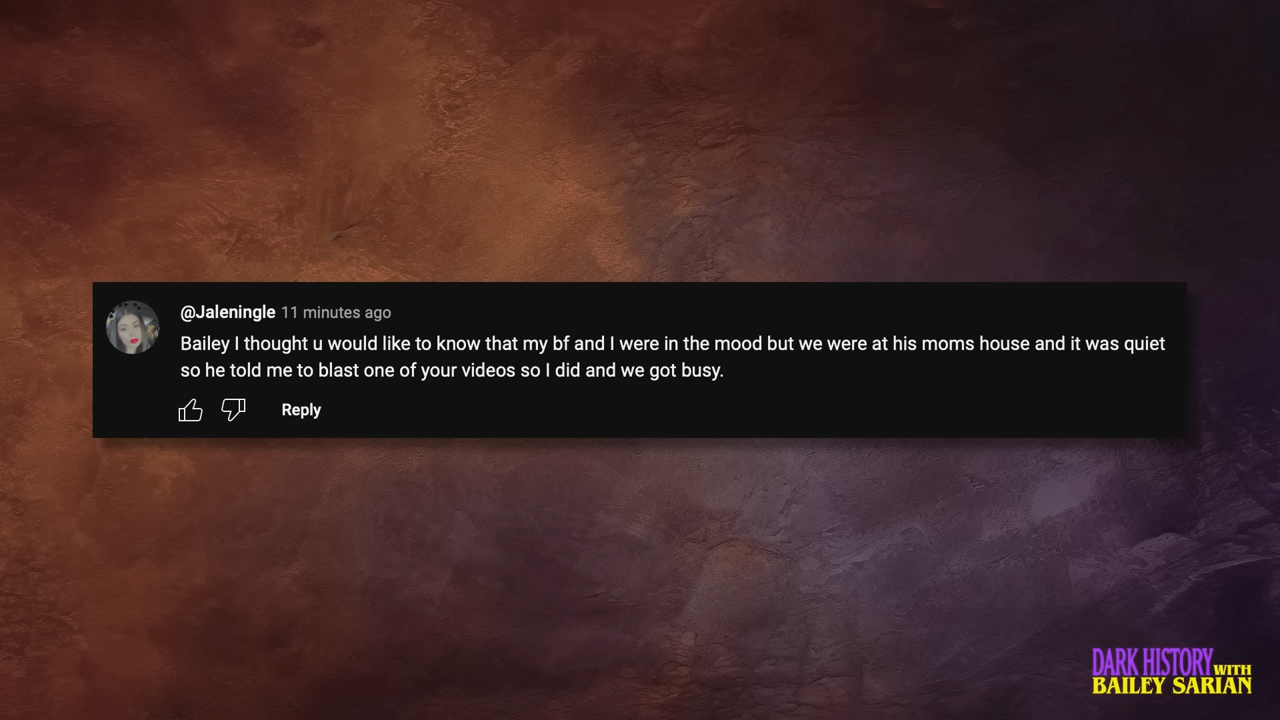 @Jaleningle 11 minutes ago
Bailey I thought u would like to know that my bf and I were in the mood but we were at his moms house and it was quiet
so he told me to blast one of your videos so I did and we got busy.
Reply
DARK HISTORY WITH
BAILEY SARIAN